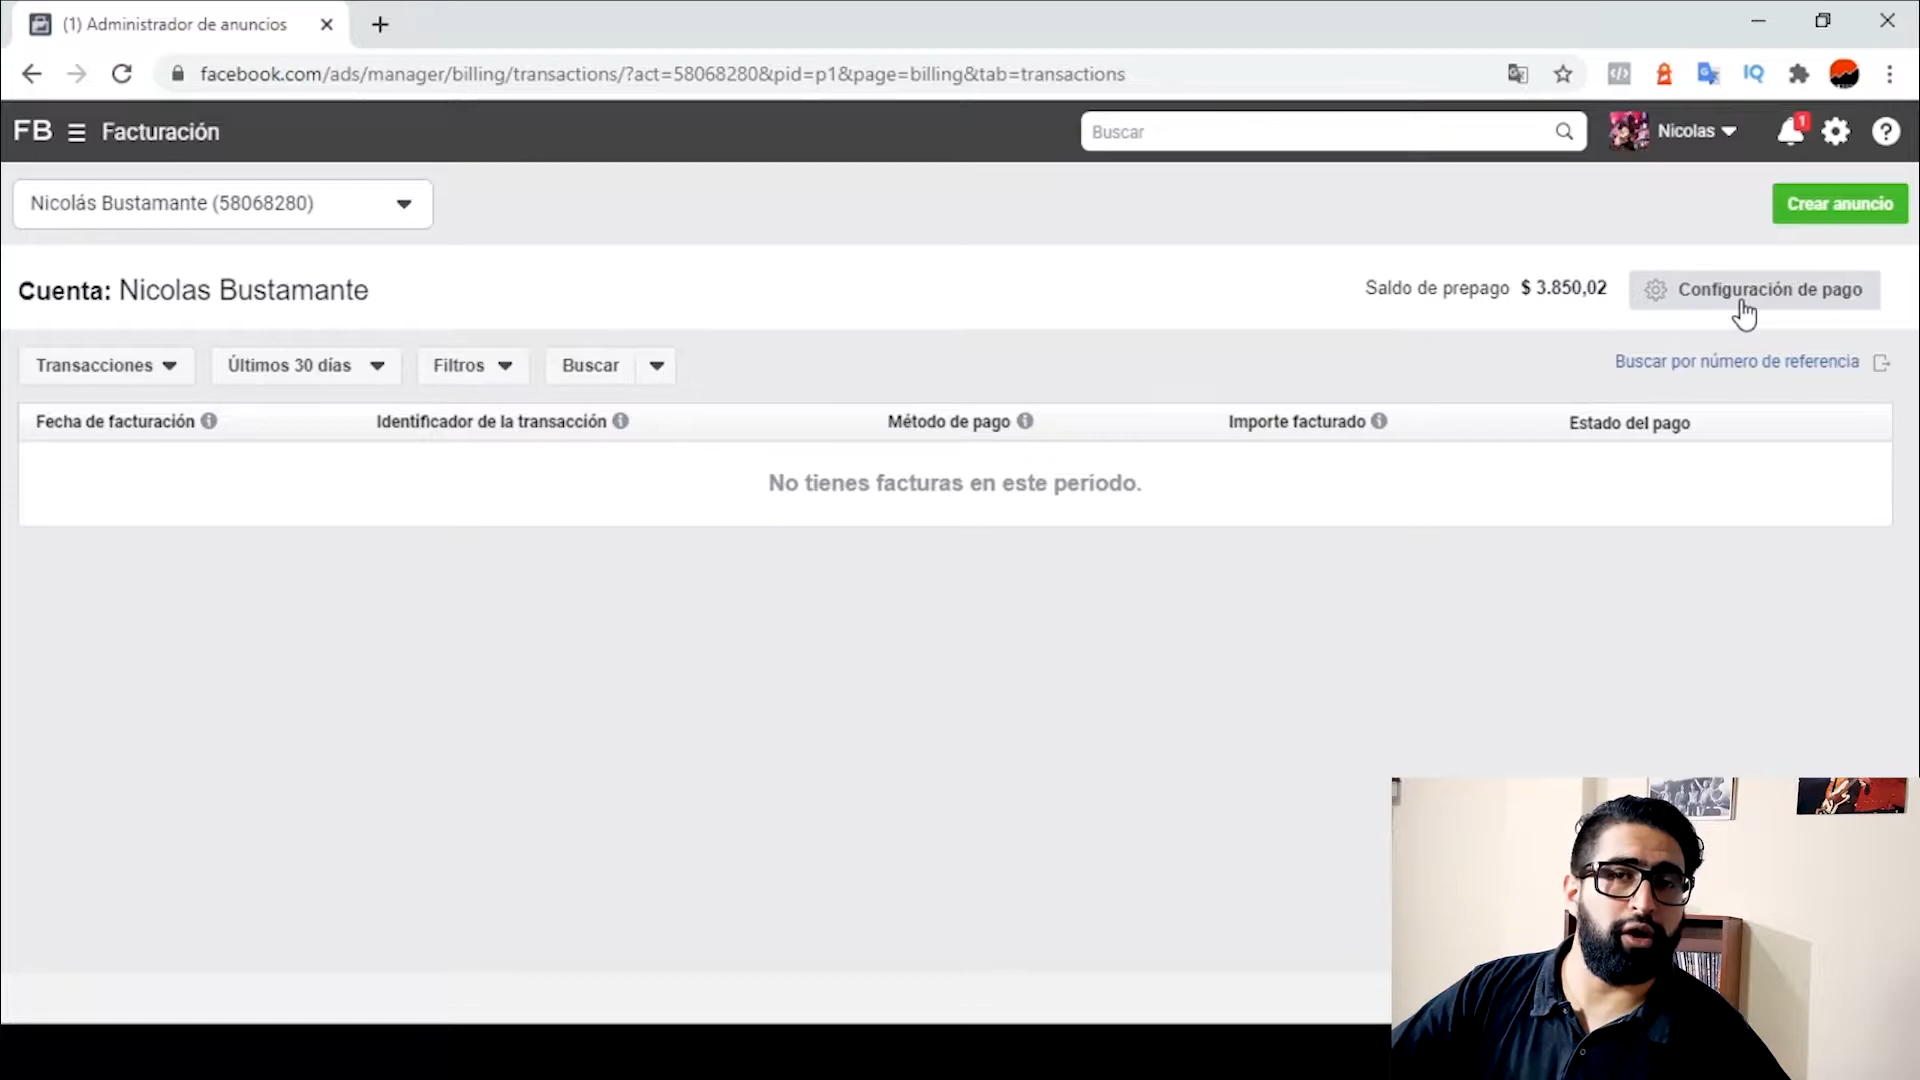 (1) Administrador de anuncios
facebook.com/ads/manager/billing/transactions/?act=58068280&pid=p1&page=billing&tab=transactions
IQ
FB Facturación
Buscar
Nicolas
1
Nicolás Bustamante (58068280)
Crear anuncio
Cuenta: Nicolas Bustamante
Saldo de prepago $ 3.850,02
Configuración de pago
Transacciones
Últimos 30 días
Filtros
Buscar
Buscar por número de referencia
Fecha de facturación
Identificador de la transacción
Método de pago
Importe facturado
Estado del pago
No tienes facturas en este período.